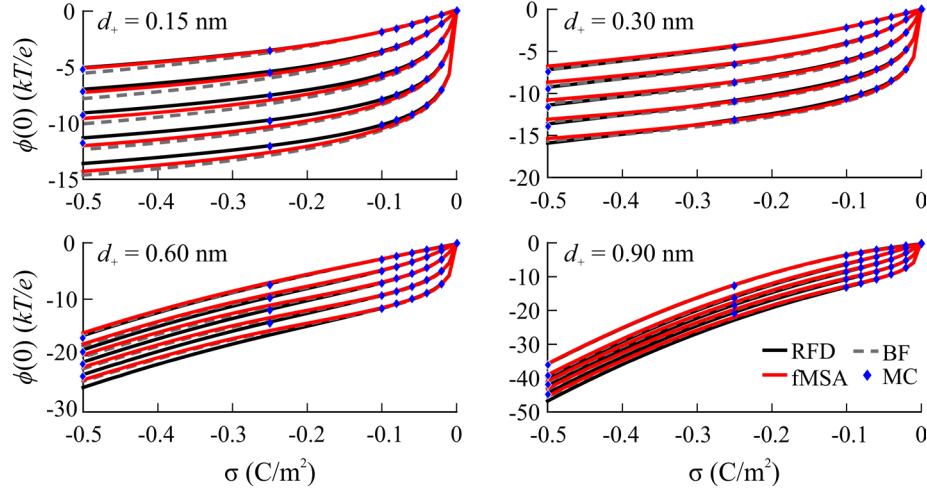 d₊ = 0.15 nm
ϕ(0) (kT/e)
0
-5
-10
-15
-0.5 -0.4 -0.3 -0.2 -0.1 0
d₊ = 0.30 nm
0
-5
-10
-15
-20
-0.5 -0.4 -0.3 -0.2 -0.1 0
d₊ = 0.60 nm
ϕ(0) (kT/e)
0
-10
-20
-30
-0.5 -0.4 -0.3 -0.2 -0.1 0
σ (C/m²)
d₊ = 0.90 nm
0
-10
-20
-30
-40
-50
RFD BF
fMSA MC
-0.5 -0.4 -0.3 -0.2 -0.1 0
σ (C/m²)